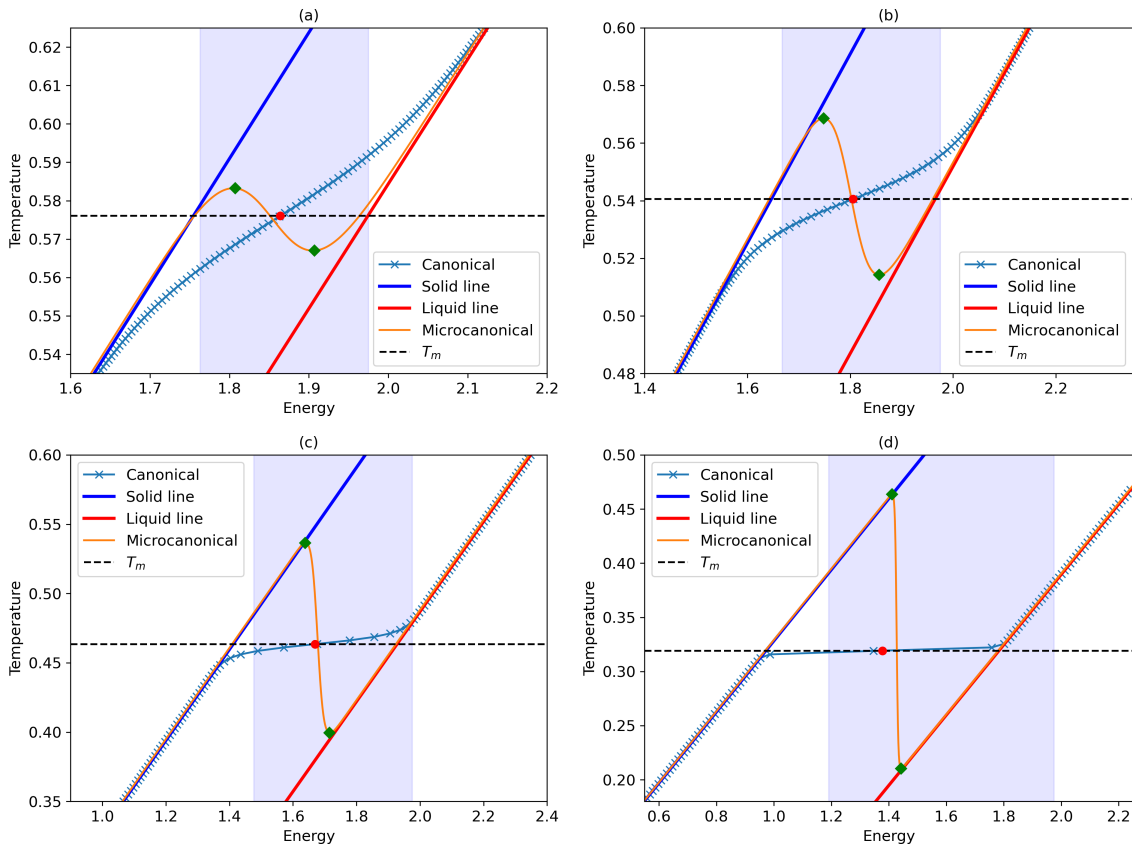 (a)
0.62
0.61
0.60
0.59
0.58
0.57
0.56
0.55
0.54
Temperature
1.6 1.7 1.8 1.9 2.0 2.1 2.2
Energy
Canonical
Solid line
Liquid line
Microcanonical
T_m
(b)
0.60
0.58
0.56
0.54
0.52
0.50
0.48
Temperature
1.4 1.6 1.8 2.0 2.2
Energy
Canonical
Solid line
Liquid line
Microcanonical
T_m
(c)
0.60
0.55
0.50
0.45
0.40
0.35
Temperature
1.0 1.2 1.4 1.6 1.8 2.0 2.2 2.4
Energy
Canonical
Solid line
Liquid line
Microcanonical
T_m
(d)
0.50
0.45
0.40
0.35
0.30
0.25
0.20
Temperature
0.6 0.8 1.0 1.2 1.4 1.6 1.8 2.0 2.2
Energy
Canonical
Solid line
Liquid line
Microcanonical
T_m